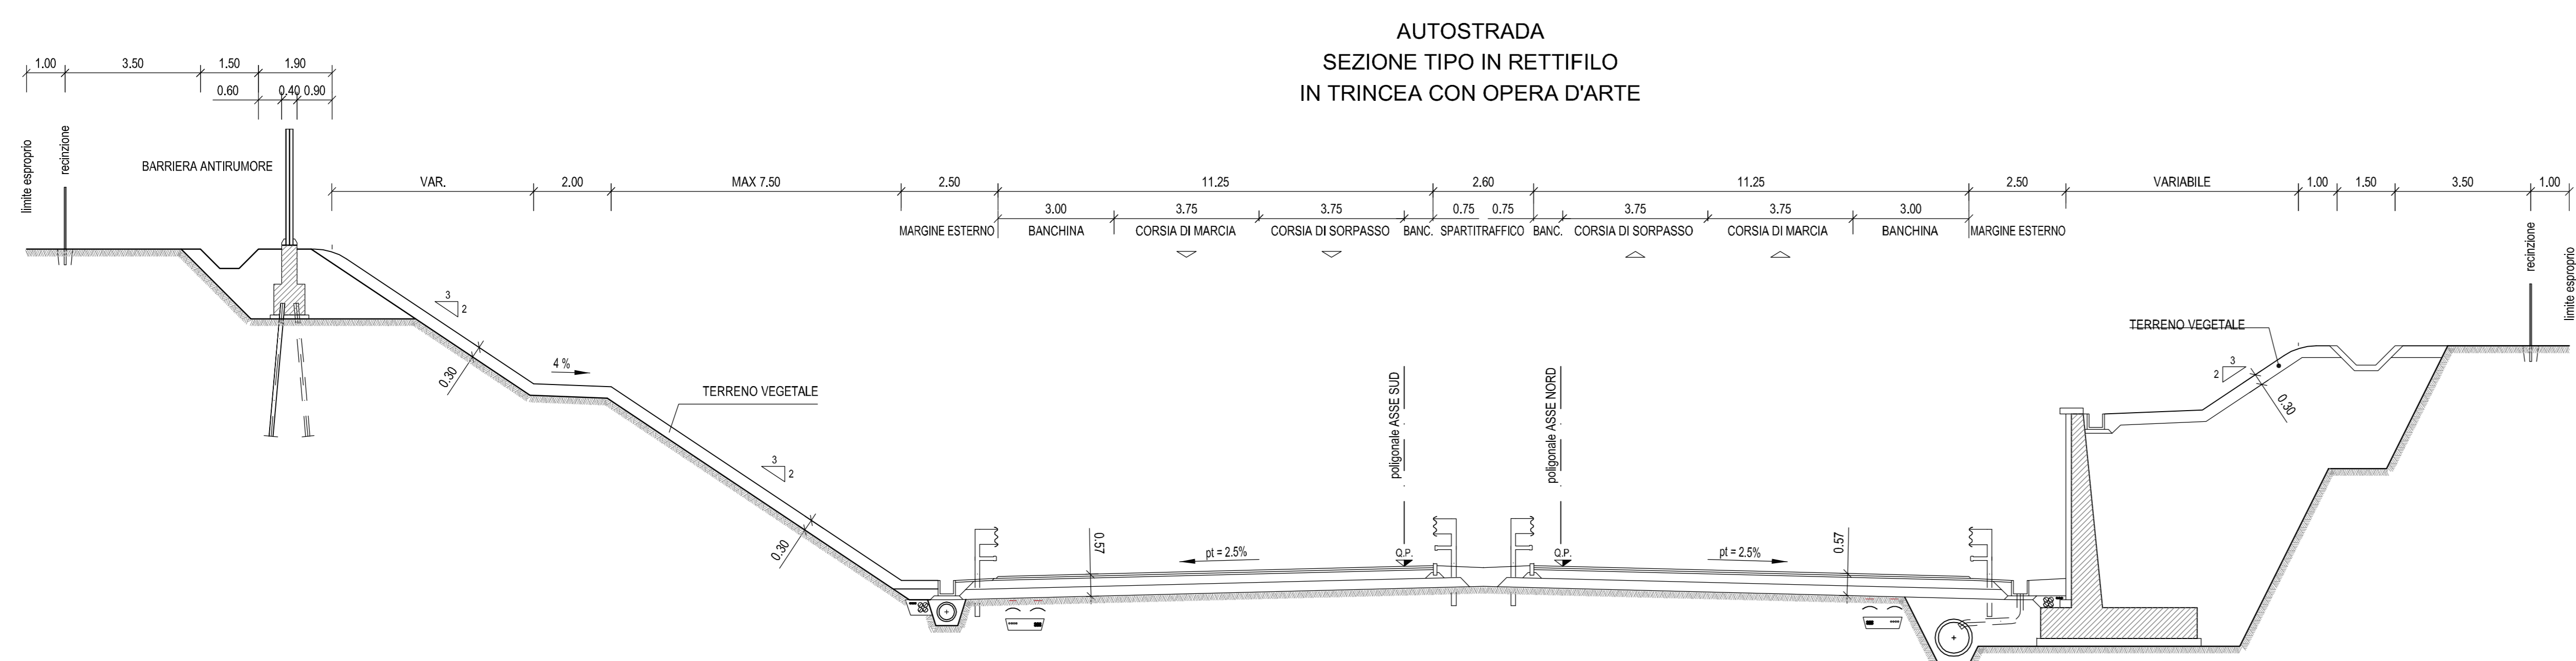 AUTOSTRADA
SEZIONE TIPO IN RETTIFILO
IN TRINCEA CON OPERA D'ARTE
1.00 3.50 1.50 1.90
0.60 0.40 0.90
limite esproprio
recinzione
BARRIERA ANTIRUMORE
VAR. 2.00 MAX 7.50 2.50 11.25 2.60 11.25 2.50 VARIABILE 1.00 1.50 3.50 1.00
3.00 3.75 3.75 0.75 0.75 3.75 3.75 3.00
MARGINE ESTERNO BANCHINA CORSIA DI MARCIA CORSIA DI SORPASSO BANC. SPARTITRAFFICO BANC. CORSIA DI SORPASSO CORSIA DI MARCIA BANCHINA MARGINE ESTERNO
recinzione
limite esproprio
3
2
0.30
4 %
TERRENO VEGETALE
3
2
0.30
poligonale ASSE SUD
poligonale ASSE NORD
TERRENO VEGETALE
3
2
0.30
0.57
pt = 2.5%
Q.P.
Q.P.
pt = 2.5%
0.57